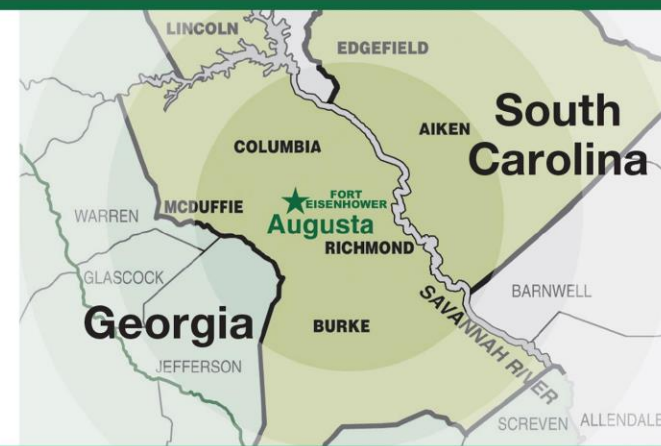 LINCOLN
EDGEFIELD
South
Carolina
AIKEN
COLUMBIA
FORT
EISENHOWER
MCDUFFIE
WARREN
Augusta
RICHMOND
GLASCOCK
SAVANNAH RIVER
BARNWELL
Georgia
BURKE
JEFFERSON
SCREVEN
ALLENDALE